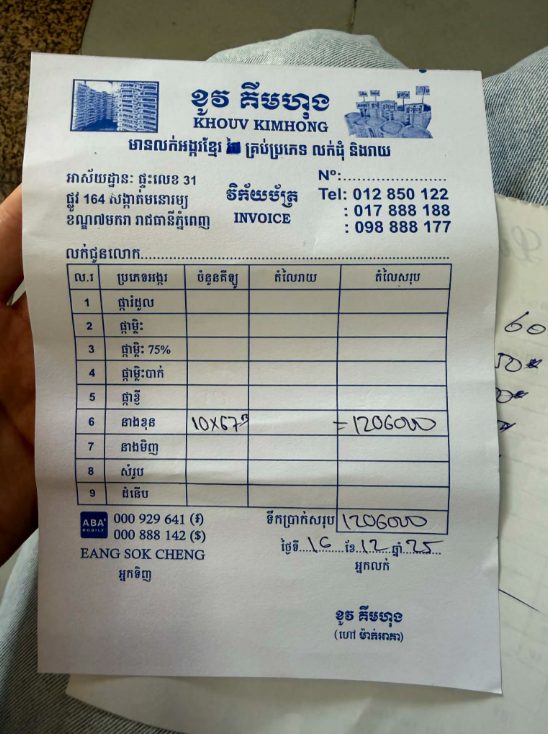 ខូវ គីមហុង
KHOUV KIMHONG
មានលក់អង្ករខ្មែរ គ្រប់ប្រភេទ លក់ដុំ និងរាយ
អាស័យដ្ឋានៈ ផ្ទះលេខ 31
ផ្លូវ 164 សង្កាត់មនោរម្យ
ខណ្ឌ៧មករា រាជធានីភ្នំពេញ
វិក័យប័ត្រ
INVOICE
Nº:
Tel: 012 850 122
: 017 888 188
: 098 888 177
លក់ជូនលោក
ល.រ ប្រភេទអង្ករ ចំនួនគីឡូ តំលៃរាយ តំលៃសរុប
1 ផ្ការំដួល
2 ផ្កាម្លិះ
3 ផ្កាម្លិះ 75%
4 ផ្កាម្លិះបាក់
5 ផ្កាខ្ញី
6 នាងខុន 10x67 = 1206000
7 នាងមិញ
8 សំរូប
9 ដំនើប
ទឹកប្រាក់សរុប 1206000
ABA'
MOBILE
000 929 641 (៛)
000 888 142 ($)
EANG SOK CHENG
ថ្ងៃទី 16 ខែ 12 ឆ្នាំ 25
អ្នកទិញ
អ្នកលក់
ខូវ គីមហុង
(ហៅ ម៉ាក់អាគា)
60